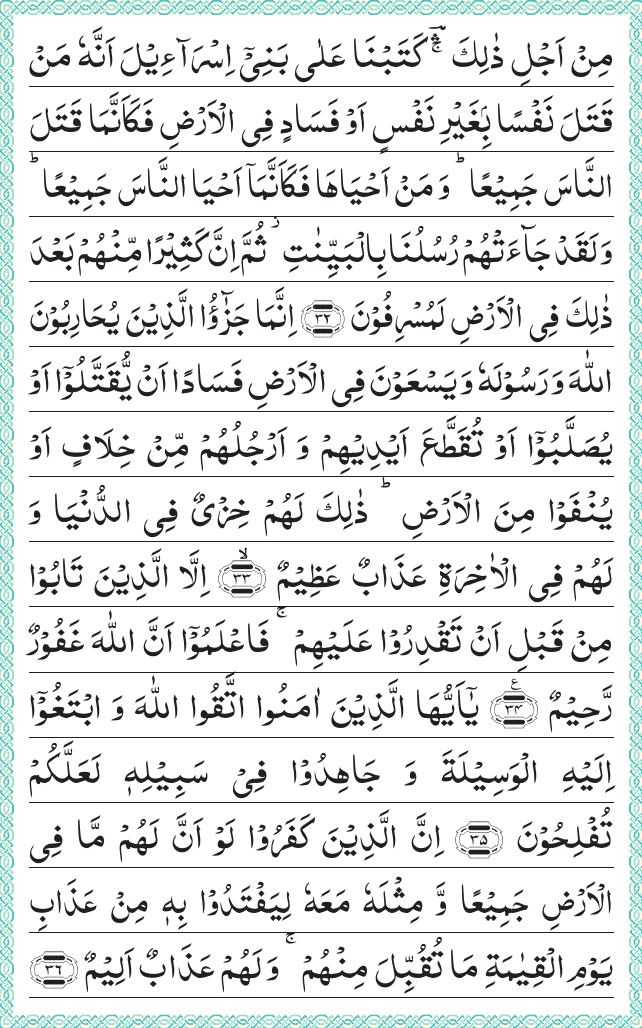 مِنْ اَجْلِ ذٰلِكَ ۛؔۚ كَتَبْنَا عَلٰى بَنِیْۤ اِسْرَآءِیْلَ اَنَّهٗ مَنْ
قَتَلَ نَفْسًۢا بِغَیْرِ نَفْسٍ اَوْ فَسَادٍ فِی الْاَرْضِ فَكَاَنَّمَا قَتَلَ
النَّاسَ جَمِیْعًا ؕ وَ مَنْ اَحْیَاهَا فَكَاَنَّمَاۤ اَحْیَا النَّاسَ جَمِیْعًا ؕ
وَ لَقَدْ جَآءَتْهُمْ رُسُلُنَا بِالْبَیِّنٰتِ ؗ ثُمَّ اِنَّ كَثِیْرًا مِّنْهُمْ بَعْدَ
ذٰلِكَ فِی الْاَرْضِ لَمُسْرِفُوْنَ ﴿۳۲﴾ اِنَّمَا جَزٰٓؤُا الَّذِیْنَ یُحَارِبُوْنَ
اللّٰهَ وَ رَسُوْلَهٗ وَ یَسْعَوْنَ فِی الْاَرْضِ فَسَادًا اَنْ یُّقَتَّلُوْۤا اَوْ
یُصَلَّبُوْۤا اَوْ تُقَطَّعَ اَیْدِیْهِمْ وَ اَرْجُلُهُمْ مِّنْ خِلَافٍ اَوْ
یُنْفَوْا مِنَ الْاَرْضِ ؕ ذٰلِكَ لَهُمْ خِزْیٌ فِی الدُّنْیَا وَ
لَهُمْ فِی الْاٰخِرَةِ عَذَابٌ عَظِیْمٌ ﴿ۙ۳۳﴾ اِلَّا الَّذِیْنَ تَابُوْا
مِنْ قَبْلِ اَنْ تَقْدِرُوْا عَلَیْهِمْ ۚ فَاعْلَمُوْۤا اَنَّ اللّٰهَ غَفُوْرٌ
رَّحِیْمٌ ﴿۳۴﴾ ع یٰۤاَیُّهَا الَّذِیْنَ اٰمَنُوا اتَّقُوا اللّٰهَ وَ ابْتَغُوْۤا
اِلَیْهِ الْوَسِیْلَةَ وَ جَاهِدُوْا فِیْ سَبِیْلِهٖ لَعَلَّكُمْ
تُفْلِحُوْنَ ﴿۳۵﴾ اِنَّ الَّذِیْنَ كَفَرُوْا لَوْ اَنَّ لَهُمْ مَّا فِی
الْاَرْضِ جَمِیْعًا وَّ مِثْلَهٗ مَعَهٗ لِیَفْتَدُوْا بِهٖ مِنْ عَذَابِ
یَوْمِ الْقِیٰمَةِ مَا تُقُبِّلَ مِنْهُمْ ۚ وَ لَهُمْ عَذَابٌ اَلِیْمٌ ﴿۳۶﴾